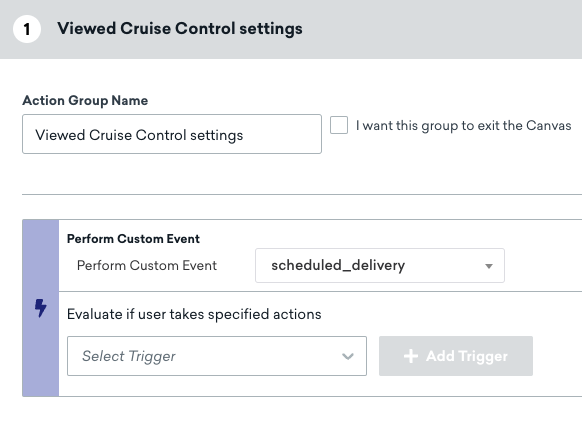 1 Viewed Cruise Control settings
Action Group Name
Viewed Cruise Control settings
I want this group to exit the Canvas
Perform Custom Event
Perform Custom Event scheduled_delivery
Evaluate if user takes specified actions
Select Trigger
+ Add Trigger